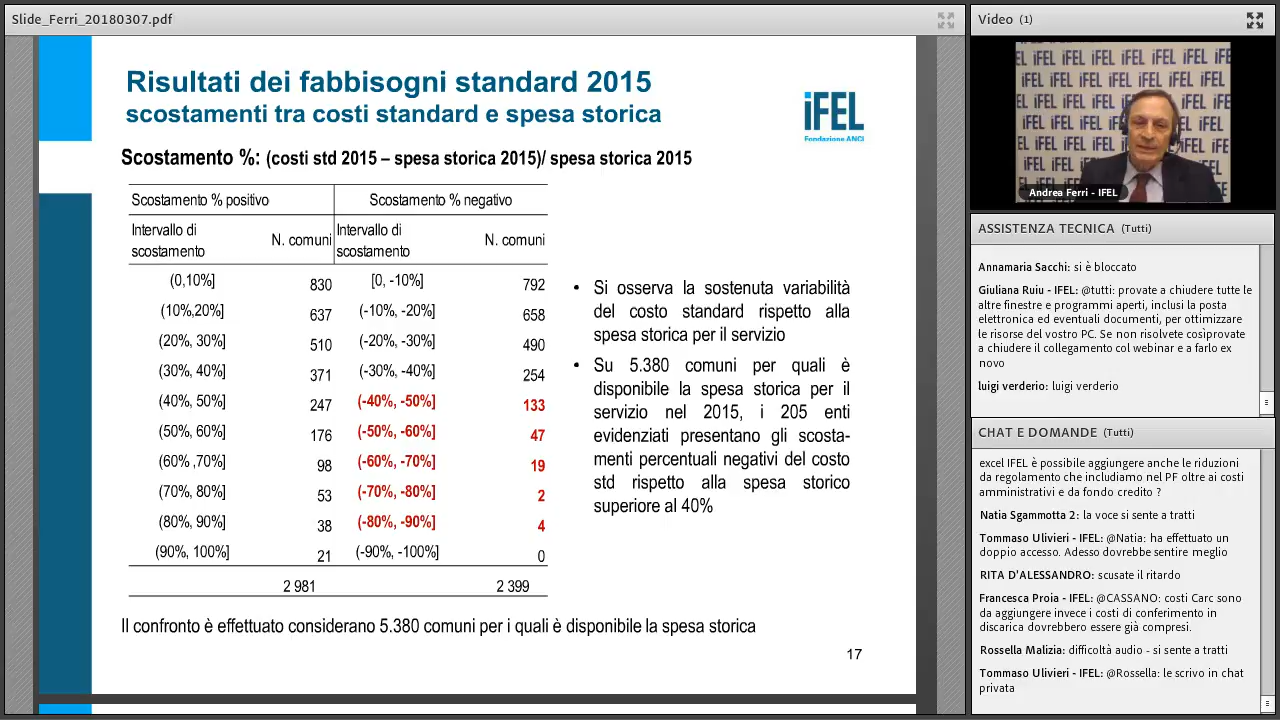 Slide_Ferri_20180307.pdf
Risultati dei fabbisogni standard 2015
scostamenti tra costi standard e spesa storica
iFEL
Fondazione ANCI
Scostamento %: (costi std 2015 – spesa storica 2015)/ spesa storica 2015
Scostamento % positivo Scostamento % negativo
Intervallo di scostamento N. comuni Intervallo di scostamento N. comuni
(0,10%] 830 [0, -10%] 792
(10%,20%] 637 (-10%, -20%] 658
(20%, 30%] 510 (-20%, -30%] 490
(30%, 40%] 371 (-30%, -40%] 254
(40%, 50%] 247 (-40%, -50%] 133
(50%, 60%] 176 (-50%, -60%] 47
(60% ,70%] 98 (-60%, -70%] 19
(70%, 80%] 53 (-70%, -80%] 2
(80%, 90%] 38 (-80%, -90%] 4
(90%, 100%] 21 (-90%, -100%] 0
2 981 2 399
• Si osserva la sostenuta variabilità
del costo standard rispetto alla
spesa storica per il servizio
• Su 5.380 comuni per quali è
disponibile la spesa storica per il
servizio nel 2015, i 205 enti
evidenziati presentano gli scosta-
menti percentuali negativi del costo
std rispetto alla spesa storico
superiore al 40%
Il confronto è effettuato considerano 5.380 comuni per i quali è disponibile la spesa storica
17
Video (1)
Andrea Ferri - IFEL
ASSISTENZA TECNICA (Tutti)
Annamaria Sacchi: si è bloccato
Giuliana Ruiu - IFEL: @tutti: provate a chiudere tutte le
altre finestre e programmi aperti, inclusi la posta
elettronica ed eventuali documenti, per ottimizzare
le risorse del vostro PC. Se non risolvete cosìprovate
a chiudere il collegamento col webinar e a farlo ex
novo
luigi verderio: luigi verderio
CHAT E DOMANDE (Tutti)
excel IFEL è possibile aggiungere anche le riduzioni
da regolamento che includiamo nel PF oltre ai costi
amministrativi e da fondo credito ?
Natia Sgammotta 2: la voce si sente a tratti
Tommaso Ulivieri - IFEL: @Natia: ha effettuato un
doppio accesso. Adesso dovrebbe sentire meglio
RITA D'ALESSANDRO: scusate il ritardo
Francesca Proia - IFEL: @CASSANO: costi Carc sono
da aggiungere invece i costi di conferimento in
discarica dovrebbero essere già compresi.
Rossella Malizia: difficoltà audio - si sente a tratti
Tommaso Ulivieri - IFEL: @Rossella: le scrivo in chat
privata